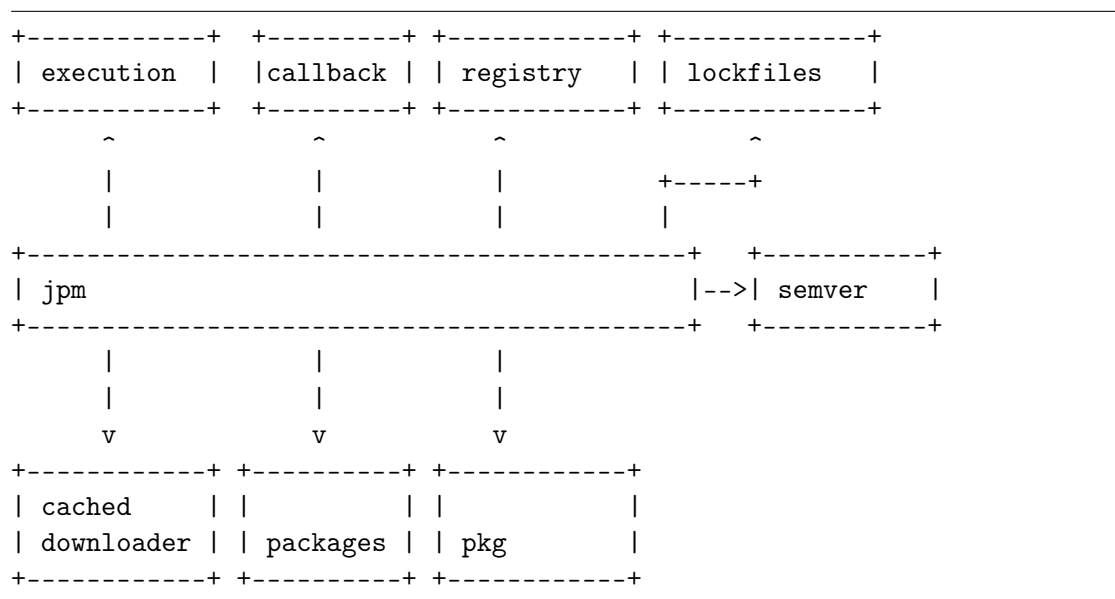 +------------+  +---------+ +------------+ +-------------+
| execution  |  |callback | | registry   | | lockfiles   |
+------------+  +---------+ +------------+ +-------------+
      ^             ^           ^                ^
      |             |           |          +-----+
      |             |           |          |
+--------------------------------------------+   +-----------+
| jpm                                        |-->| semver    |
+--------------------------------------------+   +-----------+
      |             |           |
      |             |           |
      v             v           v
+------------+ +----------+ +------------+
| cached     | |          | |            |
| downloader | | packages | | pkg        |
+------------+ +----------+ +------------+